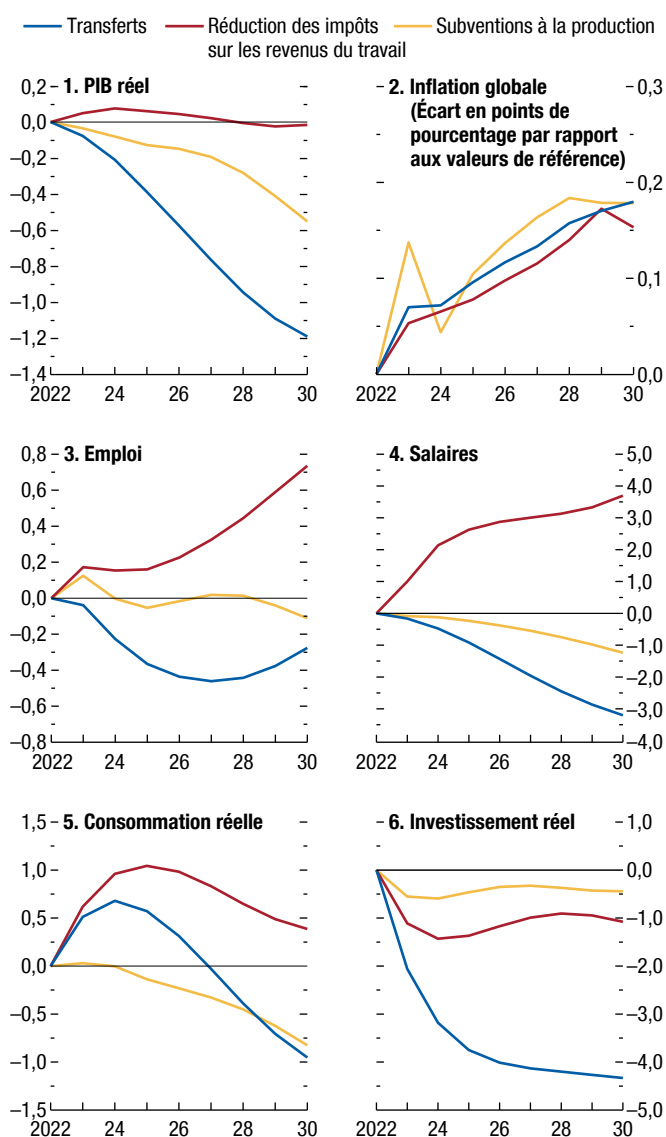 Transferts
Réduction des impôts
sur les revenus du travail
Subventions à la production
1. PIB réel
0,2
0,0
–0,2
–0,4
–0,6
–0,8
–1,0
–1,2
–1,4
2022 24 26 28 30
2. Inflation globale
(Écart en points de
pourcentage par rapport
aux valeurs de référence)
0,3
0,2
0,1
0,0
2022 24 26 28 30
3. Emploi
0,8
0,6
0,4
0,2
0,0
–0,2
–0,4
–0,6
–0,8
2022 24 26 28 30
4. Salaires
5,0
4,0
3,0
2,0
1,0
0,0
–1,0
–2,0
–3,0
–4,0
2022 24 26 28 30
5. Consommation réelle
1,5
1,0
0,5
0,0
–0,5
–1,0
–1,5
2022 24 26 28 30
6. Investissement réel
1,0
0,0
–1,0
–2,0
–3,0
–4,0
–5,0
2022 24 26 28 30